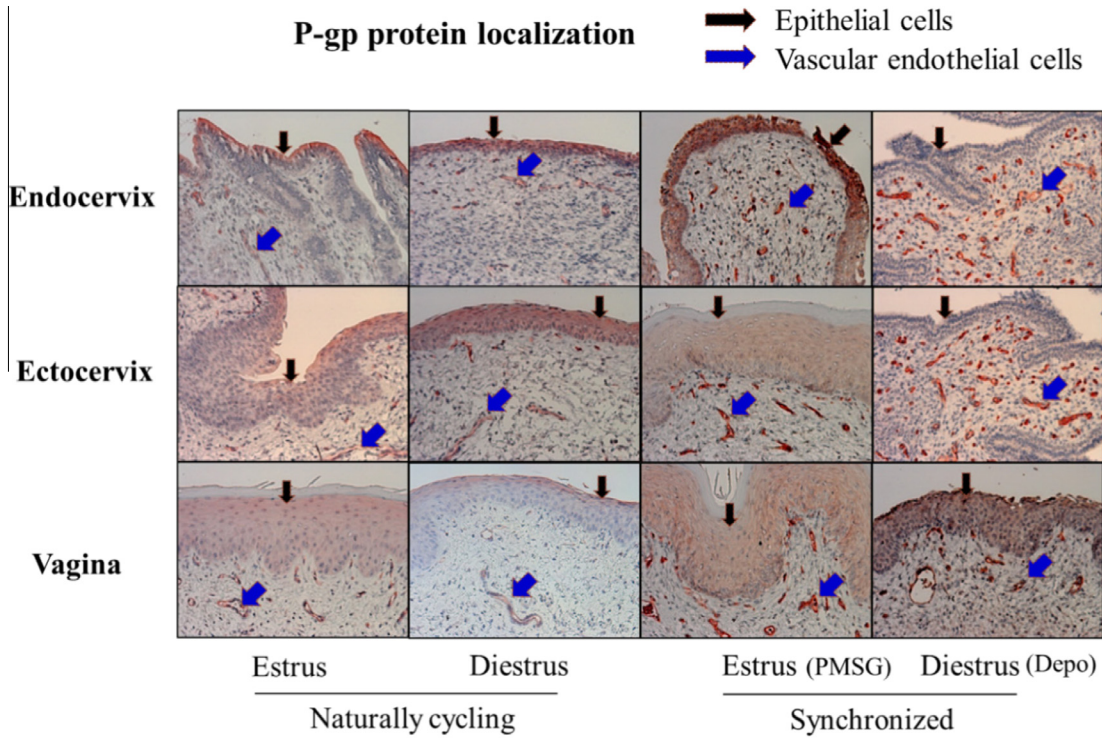 P-gp protein localization
Epithelial cells
Vascular endothelial cells
Endocervix
Ectocervix
Vagina
Estrus
Diestrus
Estrus (PMSG)
Diestrus (Depo)
Naturally cycling
Synchronized